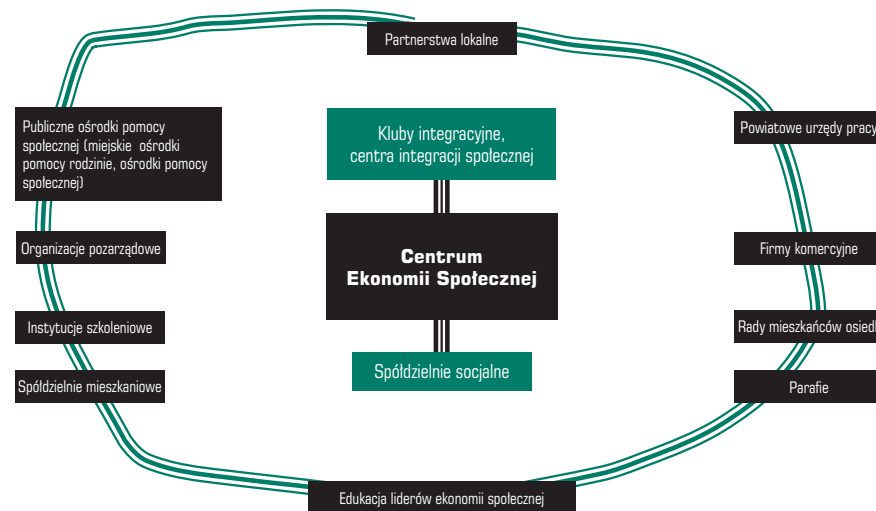 Partnerstwa lokalne
Publiczne ośrodki pomocy
społecznej (miejskie ośrodki
pomocy rodzinie, ośrodki pomocy
społecznej)
Kluby integracyjne,
centra integracji społecznej
Powiatowe urzędy pracy
Organizacje pozarządowe
Centrum
Ekonomii Społecznej
Firmy komercyjne
Instytucje szkoleniowe
Rady mieszkańców osiedl
Spółdzielnie socjalne
Spółdzielnie mieszkaniowe
Parafie
Edukacja liderów ekonomii społecznej